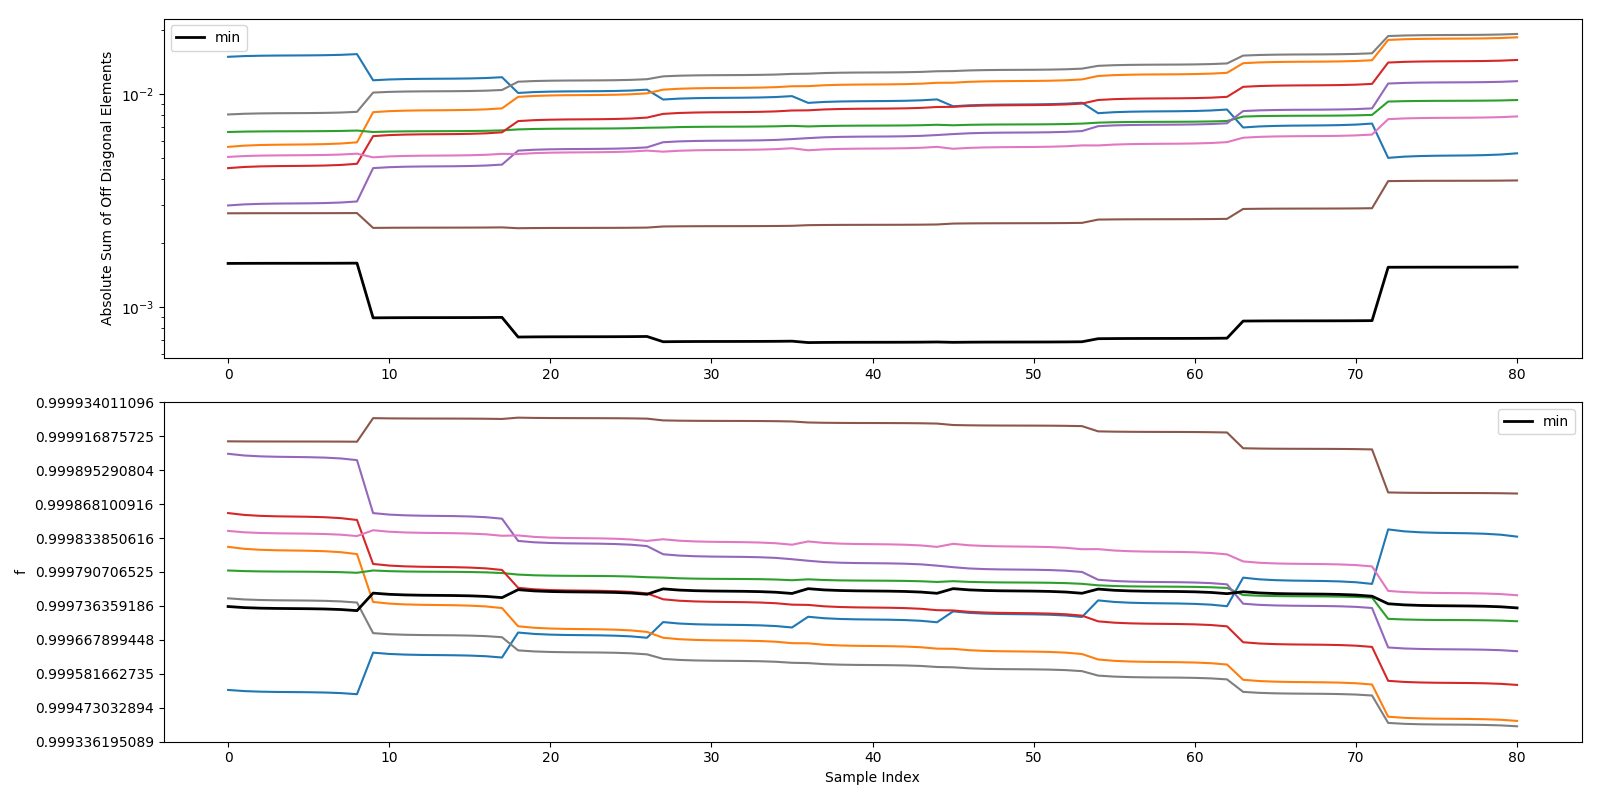 min
Absolute Sum of Off Diagonal Elements
10⁻²
10⁻³
0 10 20 30 40 50 60 70 80
min
f
0.999934011096
0.999916875725
0.999895290804
0.999868100916
0.999833850616
0.999790706525
0.999736359186
0.999667899448
0.999581662735
0.999473032894
0.999336195089
0 10 20 30 40 50 60 70 80
Sample Index